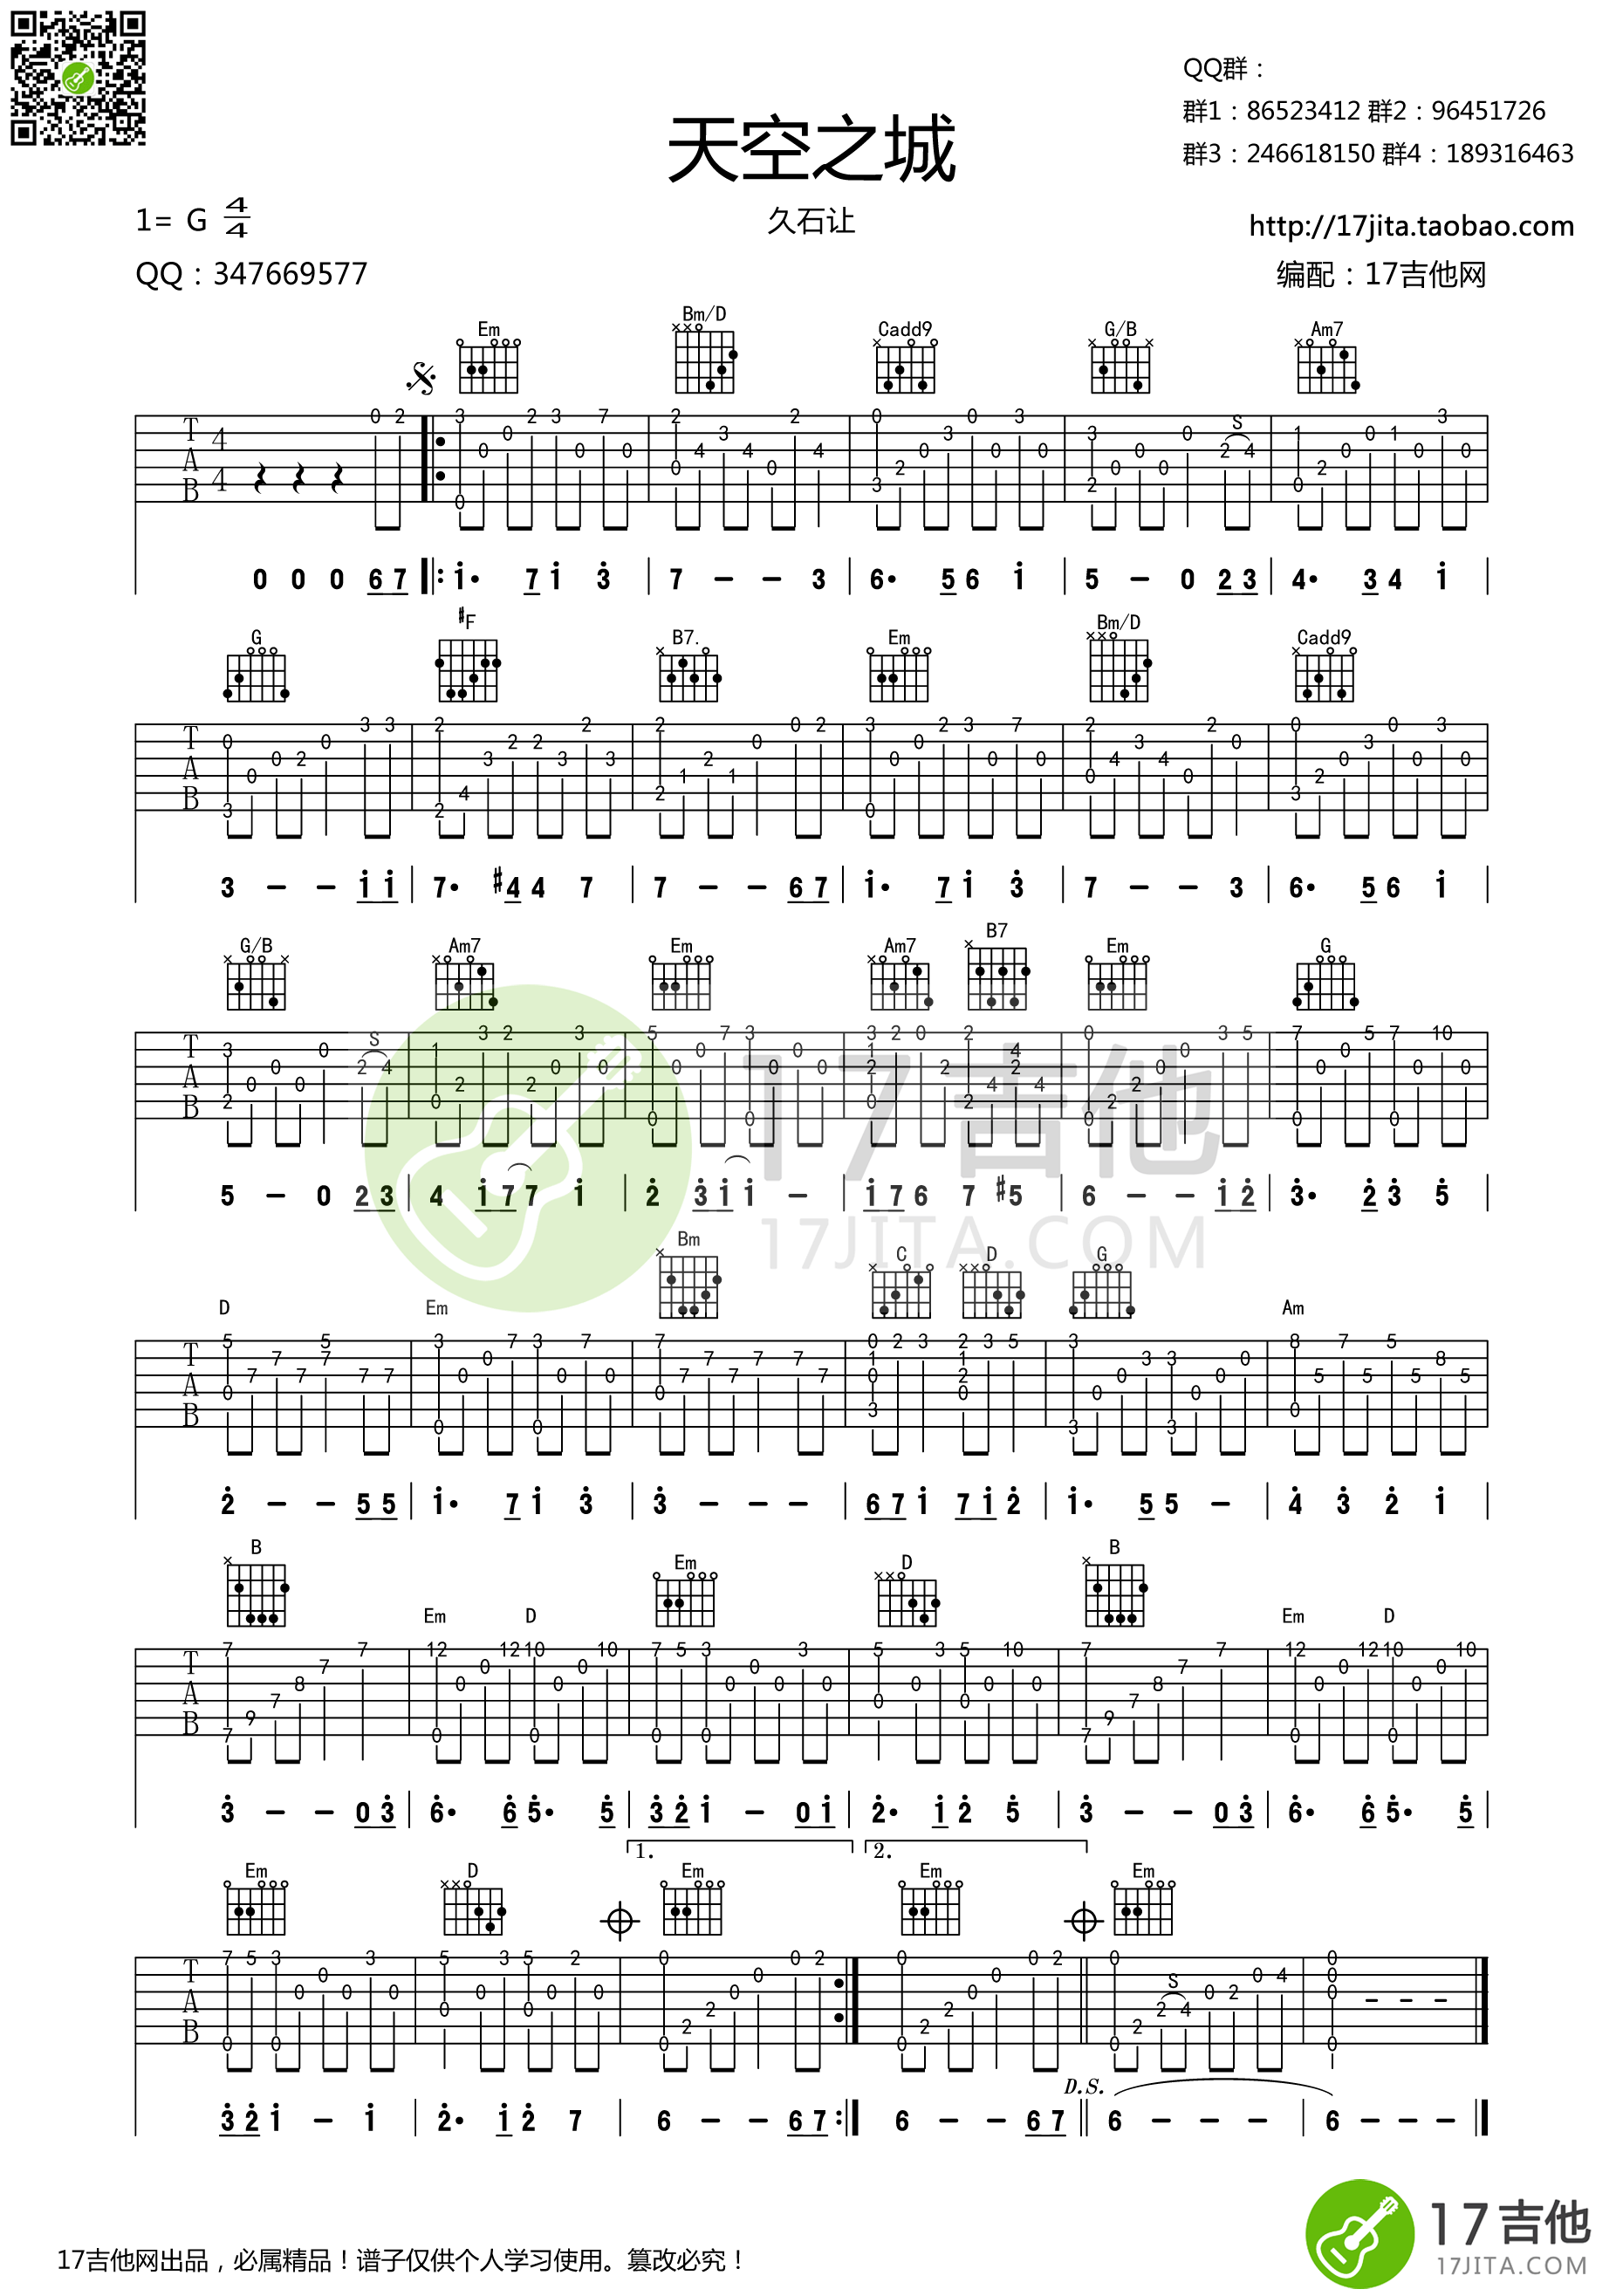 QQ群：
群1：86523412 群2：96451726
群3：246618150 群4：189316463
天空之城
1= G 4/4
久石让
http://17jita.taobao.com
QQ：347669577
编配：17吉他网
Em Bm/D Cadd9 G/B Am7
S
0 0 0 6 7 1· 7 1 3 7 – – 3 6· 5 6 1 5 – 0 2 3 4· 3 4 1
G #F B7. Em Bm/D Cadd9
3 – – 1 1 7· #4 4 7 7 – – 6 7 1· 7 1 3 7 – – 3 6· 5 6 1
G/B Am7 Em Am7 B7 Em G
S
5 – 0 2 3 4 1 7 7 1 2 3 1 1 – 1 7 6 7 #5 6 – – 1 2 3· 2 3 5
17吉他
17JITA.COM
D Em Bm C D G Am
2 – – 5 5 1· 7 1 3 3 – – – 6 7 1 7 1 2 1· 5 5 – 4 3 2 1
B Em D Em D B Em D
3 – – 0 3 6· 6 5· 5 3 2 1 – 0 1 2· 1 2 5 3 – – 0 3 6· 6 5· 5
1. 2.
Em D Em Em Em
S
D.S.
3 2 1 – 1 2· 1 2 7 6 – – 6 7 6 – – 6 7 6 – – – 6 – – –
17吉他
17JITA.COM
17吉他网出品，必属精品！谱子仅供个人学习使用。篡改必究！